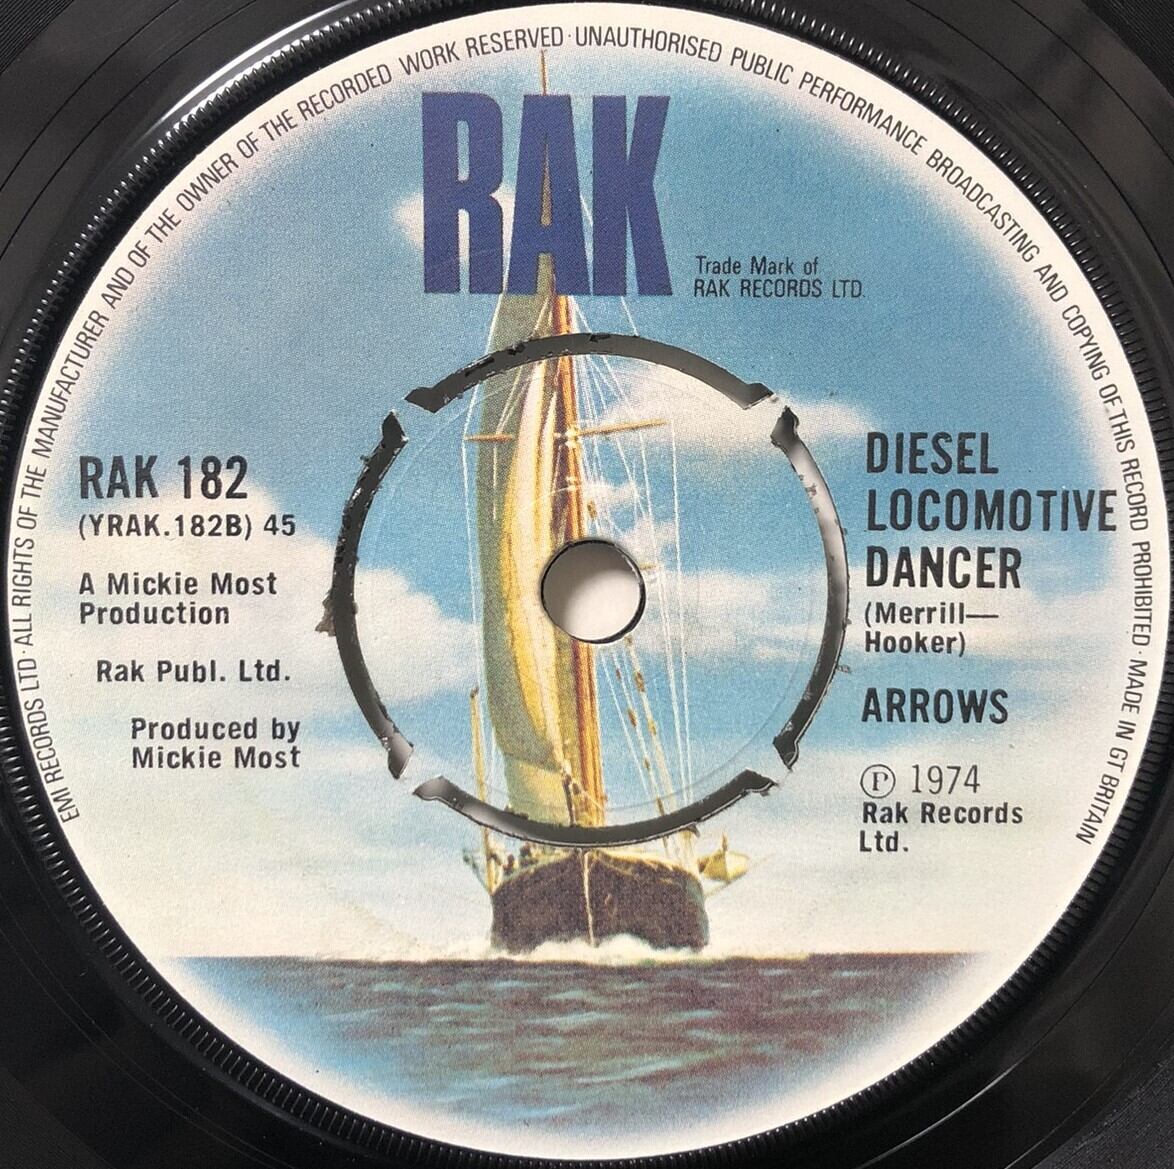 EMI RECORDS LTD · ALL RIGHTS OF THE MANUFACTURER AND OF THE OWNER OF THE RECORDED WORK RESERVED · UNAUTHORISED PUBLIC PERFORMANCE BROADCASTING AND COPYING OF THIS RECORD PROHIBITED · MADE IN GT BRITAIN
RAK
Trade Mark of
RAK RECORDS LTD.
RAK 182
(YRAK.182B) 45
A Mickie Most
Production
Rak Publ. Ltd.
Produced by
Mickie Most
DIESEL
LOCOMOTIVE
DANCER
(Merrill—
Hooker)
ARROWS
Ⓟ 1974
Rak Records
Ltd.